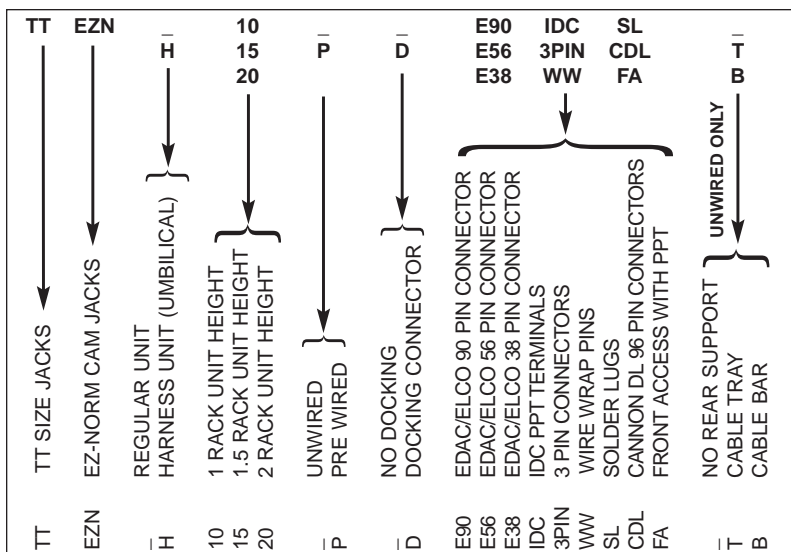 TT EZN _ 10 _ _ E90 IDC SL _
H 15 P D E56 3PIN CDL T
20 E38 WW FA B
UNWIRED ONLY
TT SIZE JACKS
EZ-NORM CAM JACKS
REGULAR UNIT
HARNESS UNIT (UMBILICAL)
1 RACK UNIT HEIGHT
1.5 RACK UNIT HEIGHT
2 RACK UNIT HEIGHT
UNWIRED
PRE WIRED
NO DOCKING
DOCKING CONNECTOR
EDAC/ELCO 90 PIN CONNECTOR
EDAC/ELCO 56 PIN CONNECTOR
EDAC/ELCO 38 PIN CONNECTOR
IDC PPT TERMINALS
3 PIN CONNECTORS
WIRE WRAP PINS
SOLDER LUGS
CANNON DL 96 PIN CONNECTORS
FRONT ACCESS WITH PPT
NO REAR SUPPORT
CABLE TRAY
CABLE BAR
TT
EZN
_
H
10
15
20
_
P
_
D
E90
E56
E38
IDC
3PIN
WW
SL
CDL
FA
_
T
B